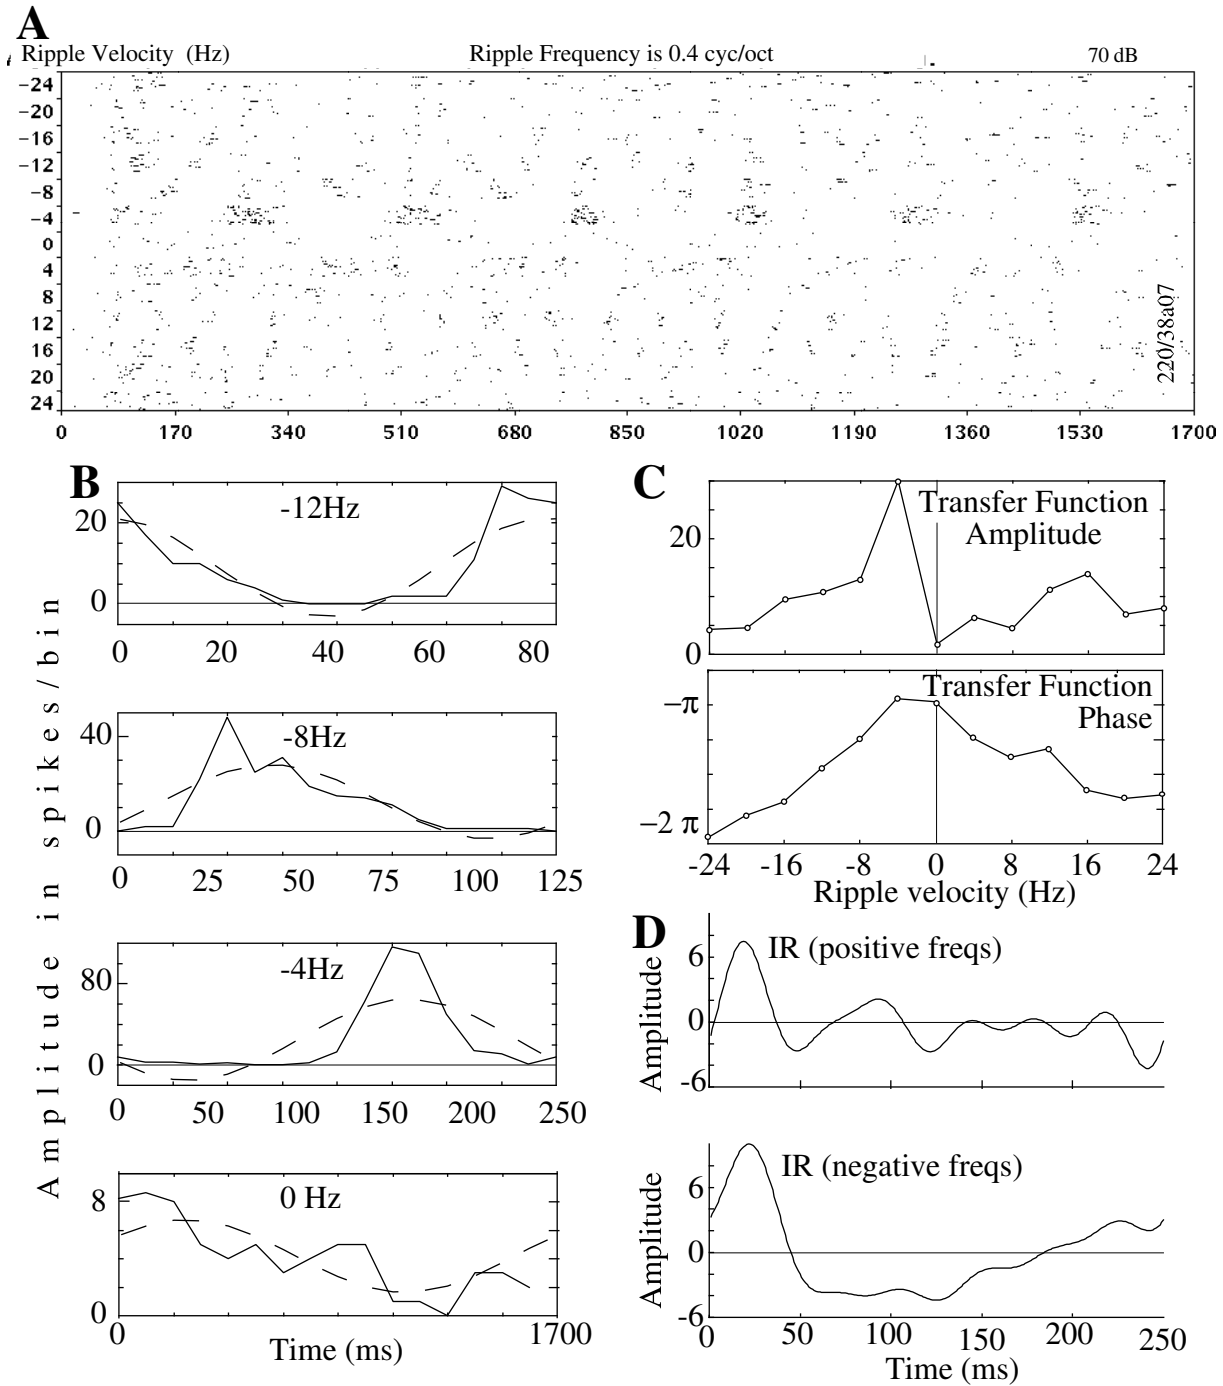 A
Ripple Velocity (Hz) Ripple Frequency is 0.4 cyc/oct 70 dB
−24
−20
−16
−12
−8
−4
0
4
8
12
16
20
24
220/38a07
0 170 340 510 680 850 1020 1190 1360 1530 1700
B
Amplitude in spikes/bin
-12Hz
20
0
0 20 40 60 80
-8Hz
40
0
0 25 50 75 100 125
-4Hz
80
0
0 50 100 150 200 250
0 Hz
8
0
0 1700
Time (ms)
C
Transfer Function
Amplitude
20
0
Transfer Function
Phase
−π
−2 π
-24 -16 -8 0 8 16 24
Ripple velocity (Hz)
D
IR (positive freqs)
Amplitude
6
0
-6
0 50 100 150 200
IR (negative freqs)
Amplitude
6
0
-6
0 50 100 150 200 250
Time (ms)